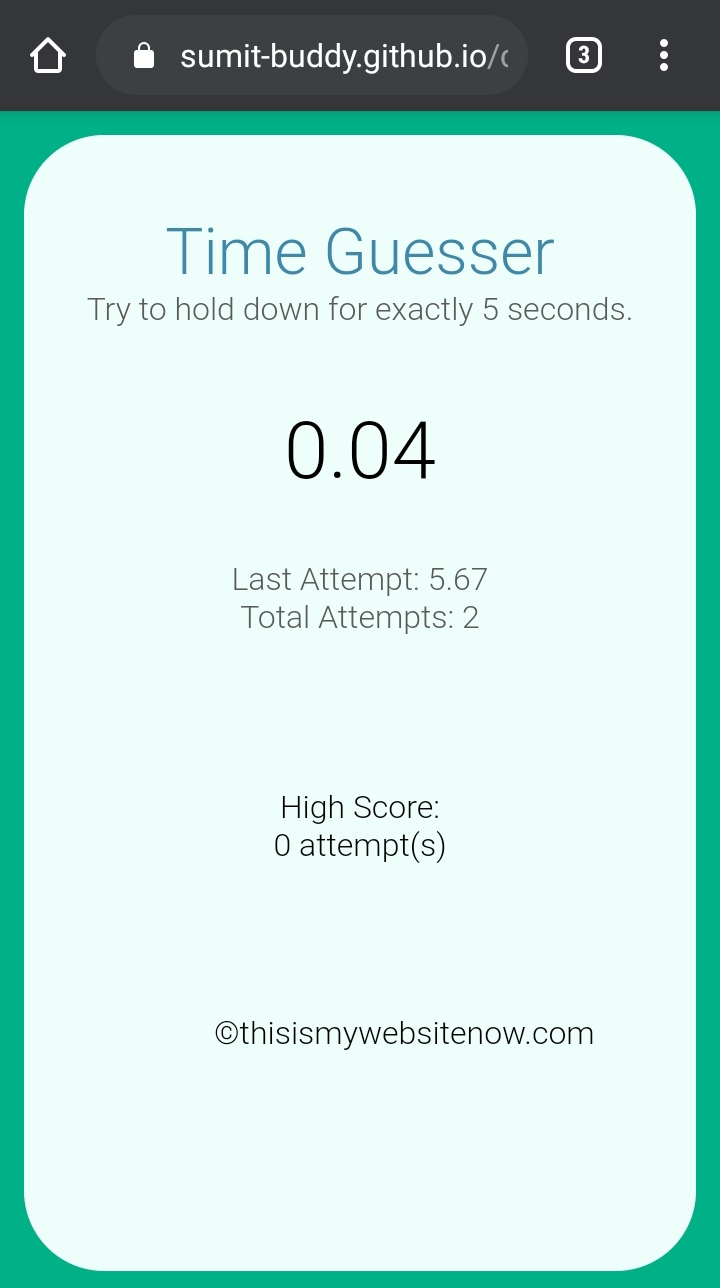 sumit-buddy.github.io/
3
Time Guesser
Try to hold down for exactly 5 seconds.
0.04
Last Attempt: 5.67
Total Attempts: 2
High Score:
0 attempt(s)
©thisismywebsitenow.com